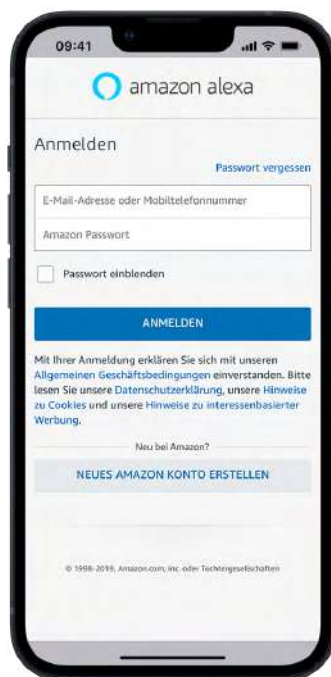 09:41
amazon alexa
Anmelden
Passwort vergessen
E-Mail-Adresse oder Mobiltelefonnummer
Amazon Passwort
Passwort einblenden
ANMELDEN
Mit Ihrer Anmeldung erklären Sie sich mit unseren
Allgemeinen Geschäftsbedingungen einverstanden. Bitte
lesen Sie unsere Datenschutzerklärung, unsere Hinweise
zu Cookies und unsere Hinweise zu interessenbasierter
Werbung.
Neu bei Amazon?
NEUES AMAZON KONTO ERSTELLEN
© 1998-2019, Amazon.com, Inc. oder Tochtergesellschaften